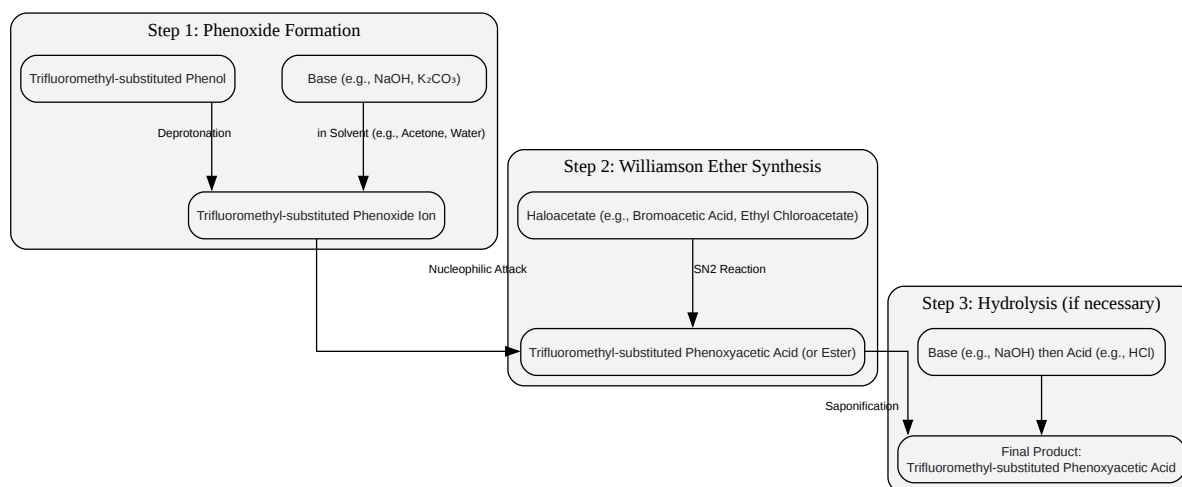 Step 1: Phenoxide Formation
Trifluoromethyl-substituted Phenol
Base (e.g., NaOH, K₂CO₃)
Deprotonation
in Solvent (e.g., Acetone, Water)
Trifluoromethyl-substituted Phenoxide Ion
Step 2: Williamson Ether Synthesis
Haloacetate (e.g., Bromoacetic Acid, Ethyl Chloroacetate)
Nucleophilic Attack
SN2 Reaction
Trifluoromethyl-substituted Phenoxyacetic Acid (or Ester)
Step 3: Hydrolysis (if necessary)
Base (e.g., NaOH) then Acid (e.g., HCl)
Saponification
Final Product:
Trifluoromethyl-substituted Phenoxyacetic Acid